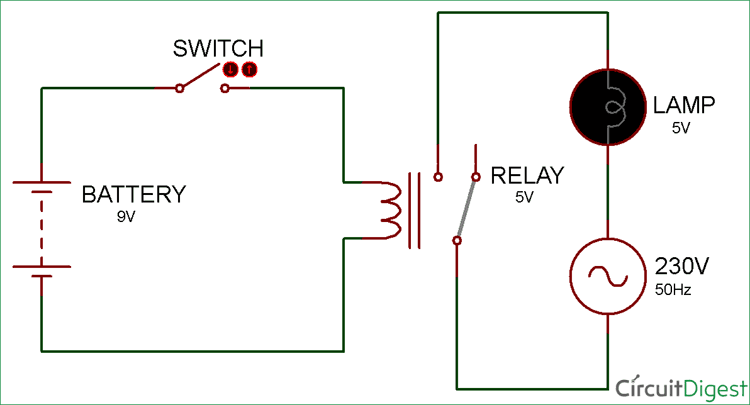 SWITCH
BATTERY
9V
RELAY
5V
LAMP
5V
230V
50Hz
CircuitDigest